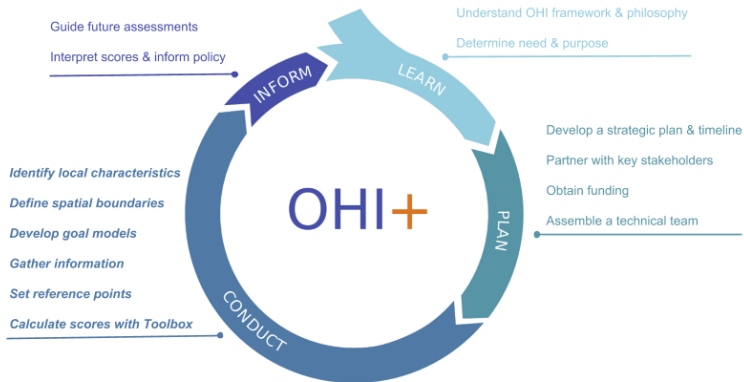 Guide future assessments
Interpret scores & inform policy
INFORM
LEARN
Understand OHI framework & philosophy
Determine need & purpose
Develop a strategic plan & timeline
Partner with key stakeholders
Obtain funding
Assemble a technical team
PLAN
OHI+
Identify local characteristics
Define spatial boundaries
Develop goal models
Gather information
Set reference points
Calculate scores with Toolbox
CONDUCT